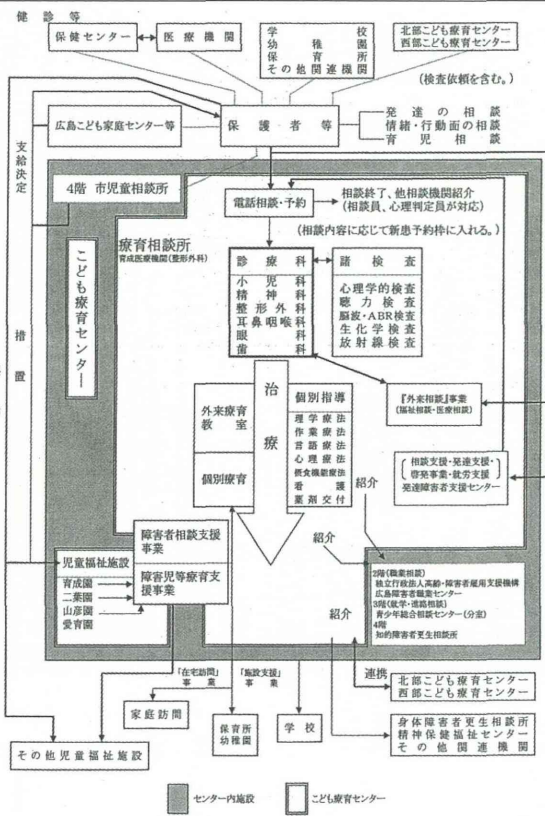 健診等
保健センター
医療機関
学校
幼稚園
保育所
その他関連機関
北部こども療育センター
西部こども療育センター
(検査依頼を含む。)
広島こども家庭センター等
保護者等
発達の相談
情緒・行動面の相談
育児相談
支給決定
措置
4階 市児童相談所
電話相談・予約
相談終了、他相談機関紹介
(相談員、心理判定員が対応)
(相談内容に応じて新患予約枠に入れる。)
こども療育センター
療育相談所
育成医療機関(整形外科)
診療科
小児科
精神科
整形外科
耳鼻咽喉科
眼科
歯科
諸検査
心理学的検査
聴力検査
脳波・ABR検査
生化学検査
放射線検査
治療
外来療育
教室
個別療育
個別指導
理学療法
作業療法
言語療法
心理療法
摂食機能療法
看護
薬剤交付
『外来相談』事業
(福祉相談・医療相談)
相談支援・発達支援・
啓発事業・就労支援
発達障害者支援センター
紹介
紹介
紹介
障害者相談支援
事業
障害児等療育支
援事業
児童福祉施設
育成園
二葉園
山彦園
愛育園
2階(職業相談)
独立行政法人高齢・障害者雇用支援機構
広島障害者職業センター
3階(就学・進路相談)
青少年総合相談センター(分室)
4階
知的障害者更生相談所
「在宅訪問」
事業
「施設支援」
事業
連携
家庭訪問
保育所
幼稚園
学校
北部こども療育センター
西部こども療育センター
身体障害者更生相談所
精神保健福祉センター
その他関連機関
その他児童福祉施設
センター内施設
こども療育センター